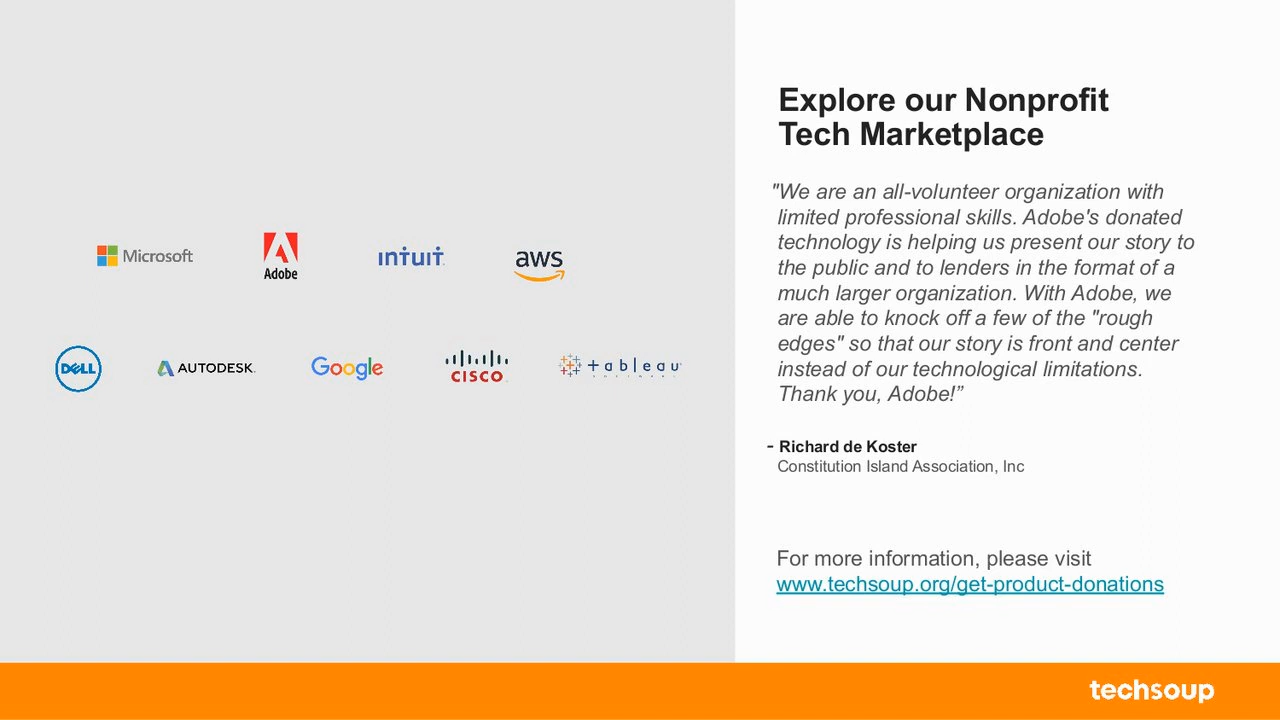 Microsoft
Adobe
intuit
aws
DELL
AUTODESK
Google
CISCO
+ableau
SOFTWARE
Explore our Nonprofit
Tech Marketplace
"We are an all-volunteer organization with
limited professional skills. Adobe's donated
technology is helping us present our story to
the public and to lenders in the format of a
much larger organization. With Adobe, we
are able to knock off a few of the "rough
edges" so that our story is front and center
instead of our technological limitations.
Thank you, Adobe!”
- Richard de Koster
Constitution Island Association, Inc
For more information, please visit
www.techsoup.org/get-product-donations
techsoup